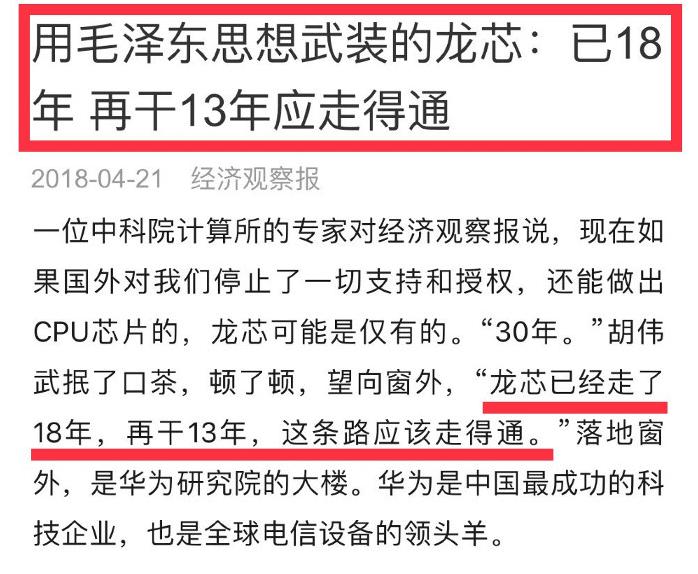 用毛泽东思想武装的龙芯：已18
年 再干13年应走得通
2018-04-21 经济观察报
一位中科院计算所的专家对经济观察报说，现在如
果国外对我们停止了一切支持和授权，还能做出
CPU芯片的，龙芯可能是仅有的。“30年。”胡伟
武抿了口茶，顿了顿，望向窗外，“龙芯已经走了
18年，再干13年，这条路应该走得通。”落地窗
外，是华为研究院的大楼。华为是中国最成功的科
技企业，也是全球电信设备的领头羊。